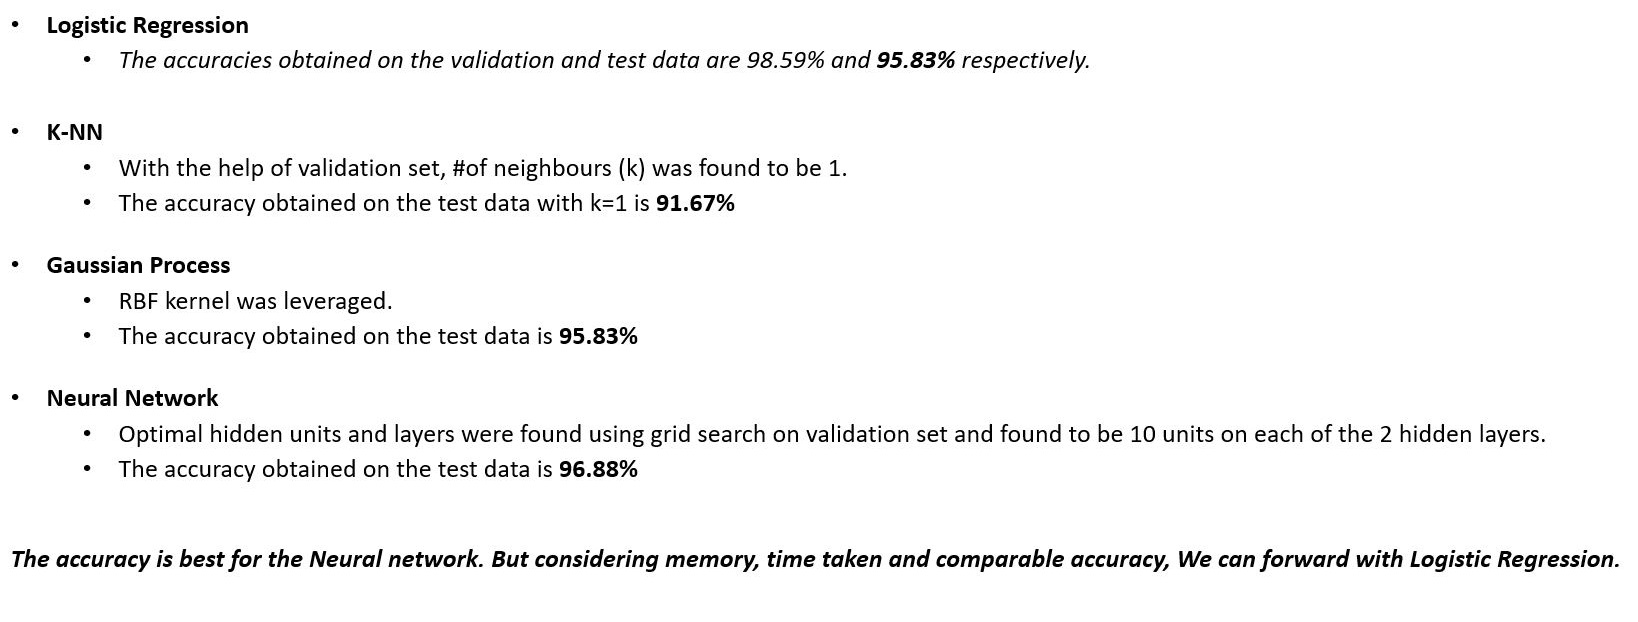 • Logistic Regression
• The accuracies obtained on the validation and test data are 98.59% and 95.83% respectively.
• K-NN
• With the help of validation set, #of neighbours (k) was found to be 1.
• The accuracy obtained on the test data with k=1 is 91.67%
• Gaussian Process
• RBF kernel was leveraged.
• The accuracy obtained on the test data is 95.83%
• Neural Network
• Optimal hidden units and layers were found using grid search on validation set and found to be 10 units on each of the 2 hidden layers.
• The accuracy obtained on the test data is 96.88%
The accuracy is best for the Neural network. But considering memory, time taken and comparable accuracy, We can forward with Logistic Regression.